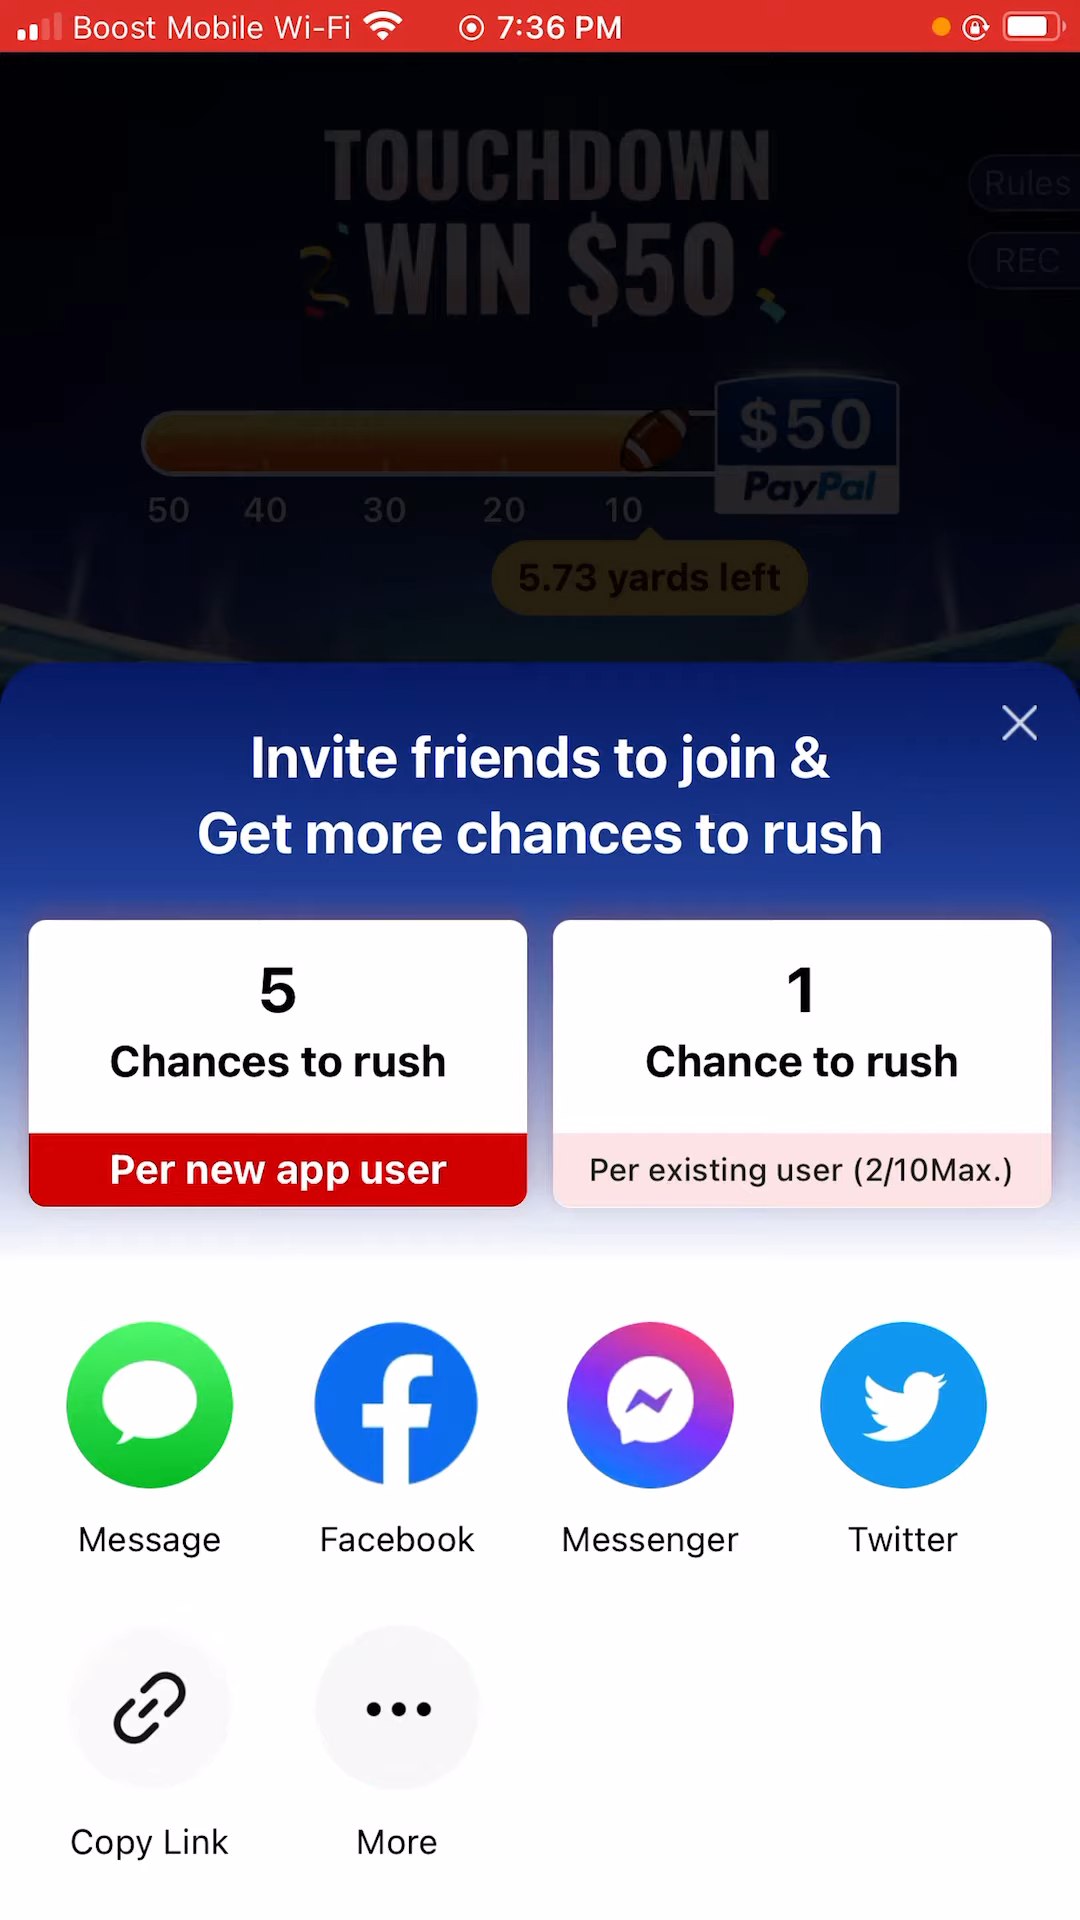 Boost Mobile Wi-Fi 7:36 PM
TOUCHDOWN
WIN $50
Rules
REC
$50
PayPal
50 40 30 20 10
5.73 yards left
Invite friends to join &
Get more chances to rush
5
Chances to rush
Per new app user
1
Chance to rush
Per existing user (2/10Max.)
Message Facebook Messenger Twitter
Copy Link More